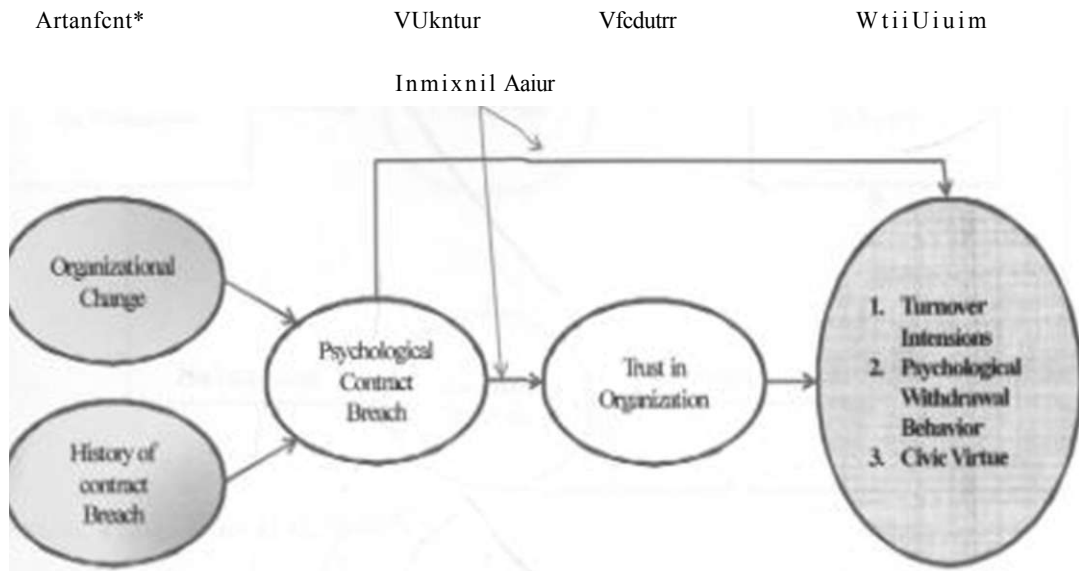 Artanfcnt*
VUkntur
Vfcdutrr
WtiiUiuim
Inmixnil Aaiur
Organizational
Change
Psychological
Contract
Breach
Trust in
Organization
1. Turnover
Intensions
2. Psychological
Withdrawal
Behavior
3. Civic Virtue
History of
contract
Breach